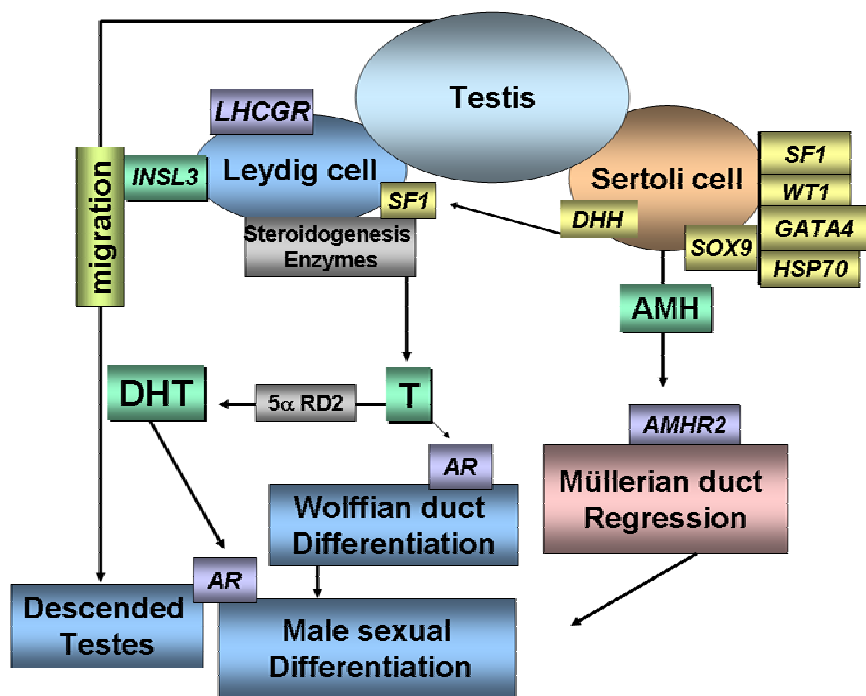 Testis
LHCGR
Leydig cell
INSL3
migration
SF1
Steroidogenesis
Enzymes
Sertoli cell
SF1
WT1
GATA4
HSP70
SOX9
DHH
AMH
DHT
5α RD2
T
AR
AMHR2
Wolffian duct
Differentiation
Müllerian duct
Regression
AR
Descended
Testes
Male sexual
Differentiation